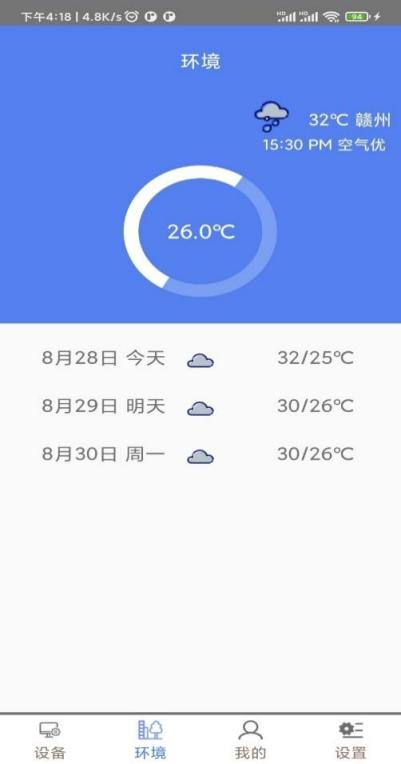 下午4:18 | 4.8K/s
94
环境
32℃ 赣州
15:30 PM 空气优
26.0℃
8月28日 今天 32/25℃
8月29日 明天 30/26℃
8月30日 周一 30/26℃
设备 环境 我的 设置